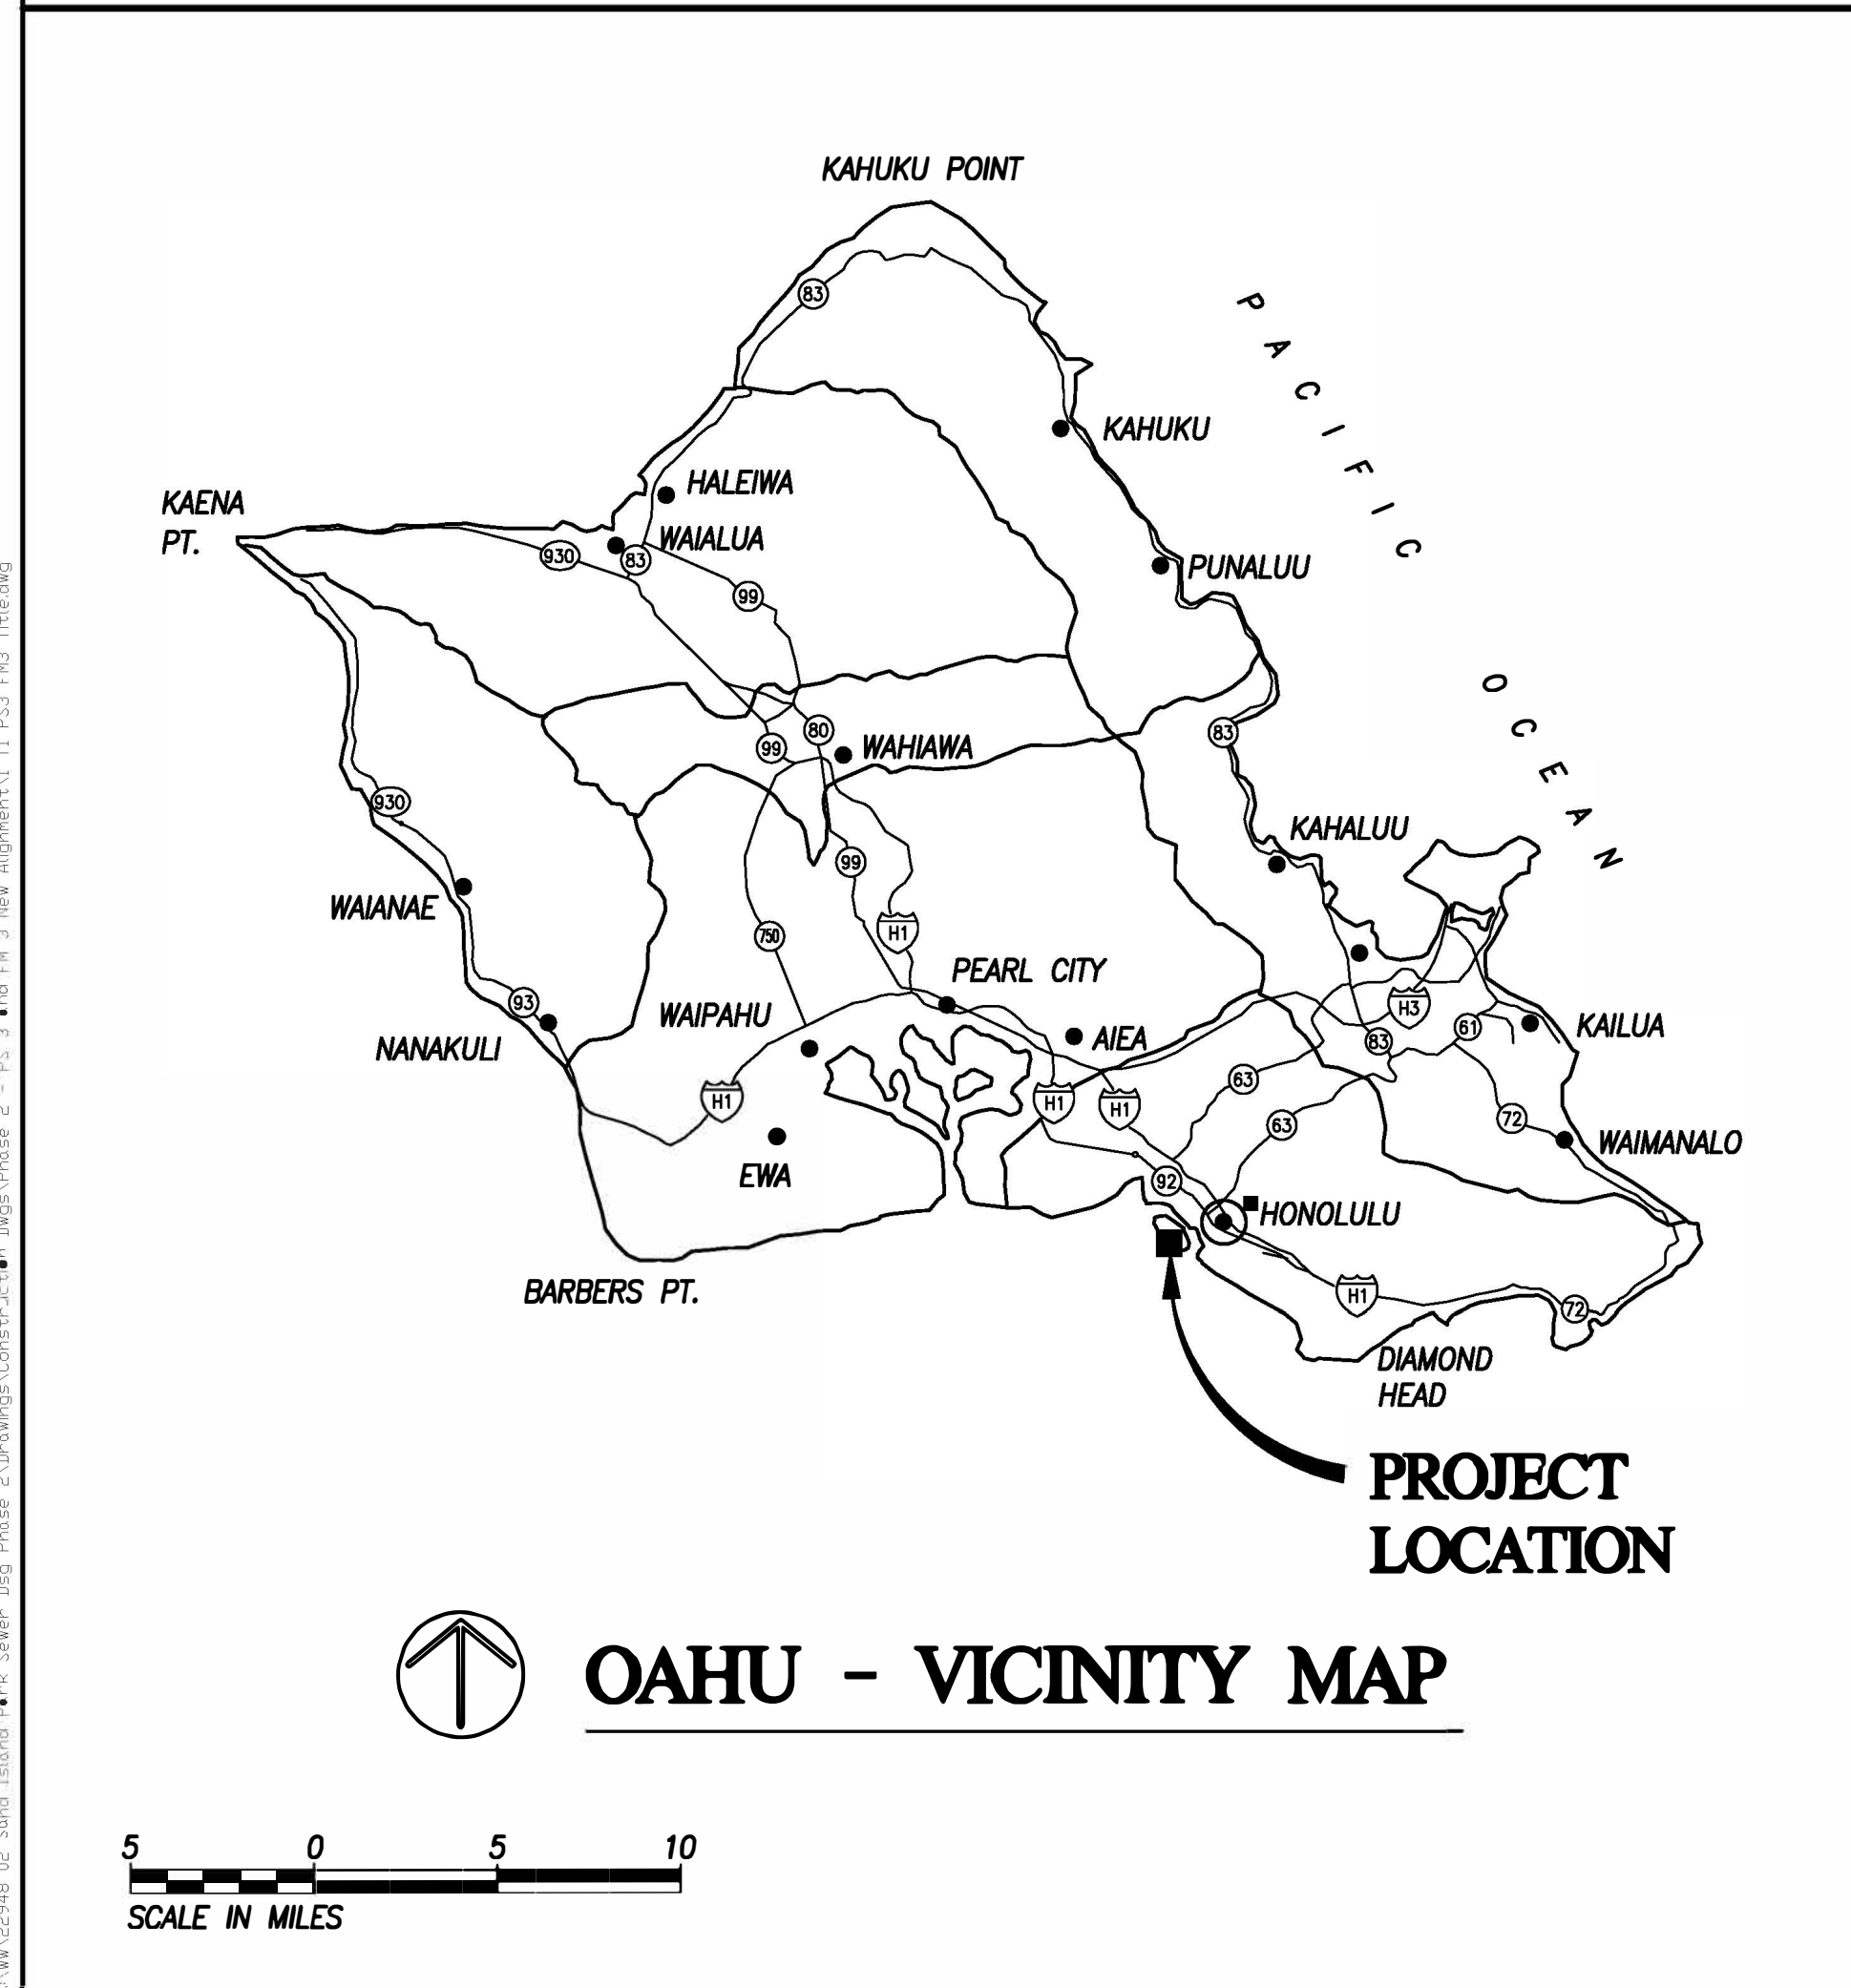 KAHUKU POINT
83
PACIFIC OCEAN
KAHUKU
HALEIWA
KAENA
PT.
WAIALUA
930
83
99
PUNALUU
80
99
WAHIAWA
83
930
KAHALUU
99
WAIANAE
750
H1
PEARL CITY
93
WAIPAHU
H3
61
KAILUA
NANAKULI
AIEA
83
63
H1
H1
H1
63
72
WAIMANALO
EWA
92
HONOLULU
BARBERS PT.
H1
72
DIAMOND
HEAD
PROJECT
LOCATION
OAHU - VICINITY MAP
5 0 5 10
SCALE IN MILES